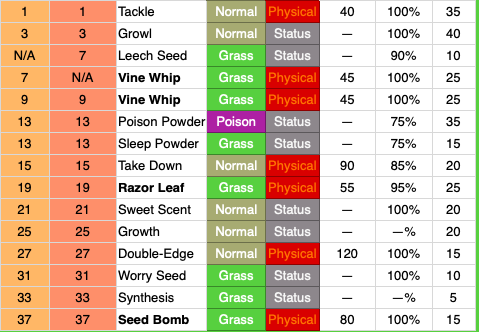 1 1 Tackle Normal Physical 40 100% 35
3 3 Growl Normal Status — 100% 40
N/A 7 Leech Seed Grass Status — 90% 10
7 N/A Vine Whip Grass Physical 45 100% 25
9 9 Vine Whip Grass Physical 45 100% 25
13 13 Poison Powder Poison Status — 75% 35
13 13 Sleep Powder Grass Status — 75% 15
15 15 Take Down Normal Physical 90 85% 20
19 19 Razor Leaf Grass Physical 55 95% 25
21 21 Sweet Scent Normal Status — 100% 20
25 25 Growth Normal Status — —% 20
27 27 Double-Edge Normal Physical 120 100% 15
31 31 Worry Seed Grass Status — 100% 10
33 33 Synthesis Grass Status — —% 5
37 37 Seed Bomb Grass Physical 80 100% 15